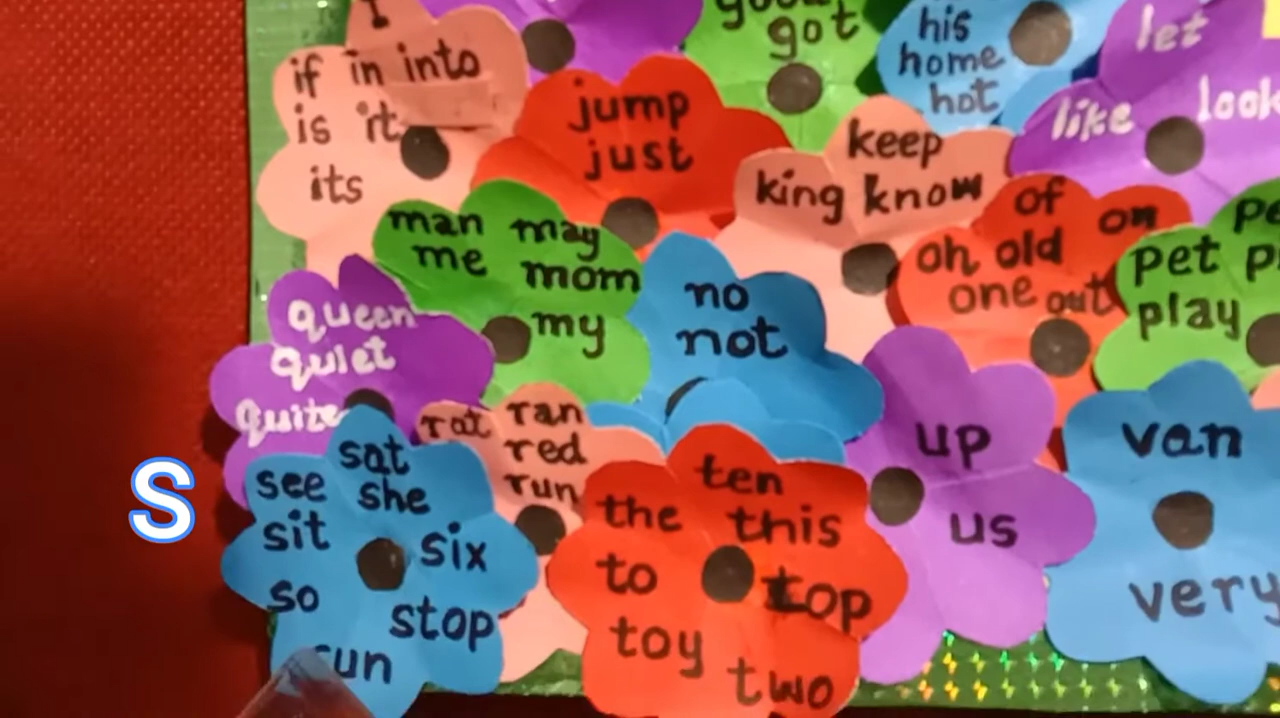 I
if in into
is it
its
got
his
home
hot
let
like look
jump
just
keep
king know
of on
oh old
one out
pet
play
man may
me mom
my
no
not
queen
quiet
quite
rat ran
red
run
up
us
van
very
S
sat
see she
sit six
so stop
ten
the this
to top
toy two